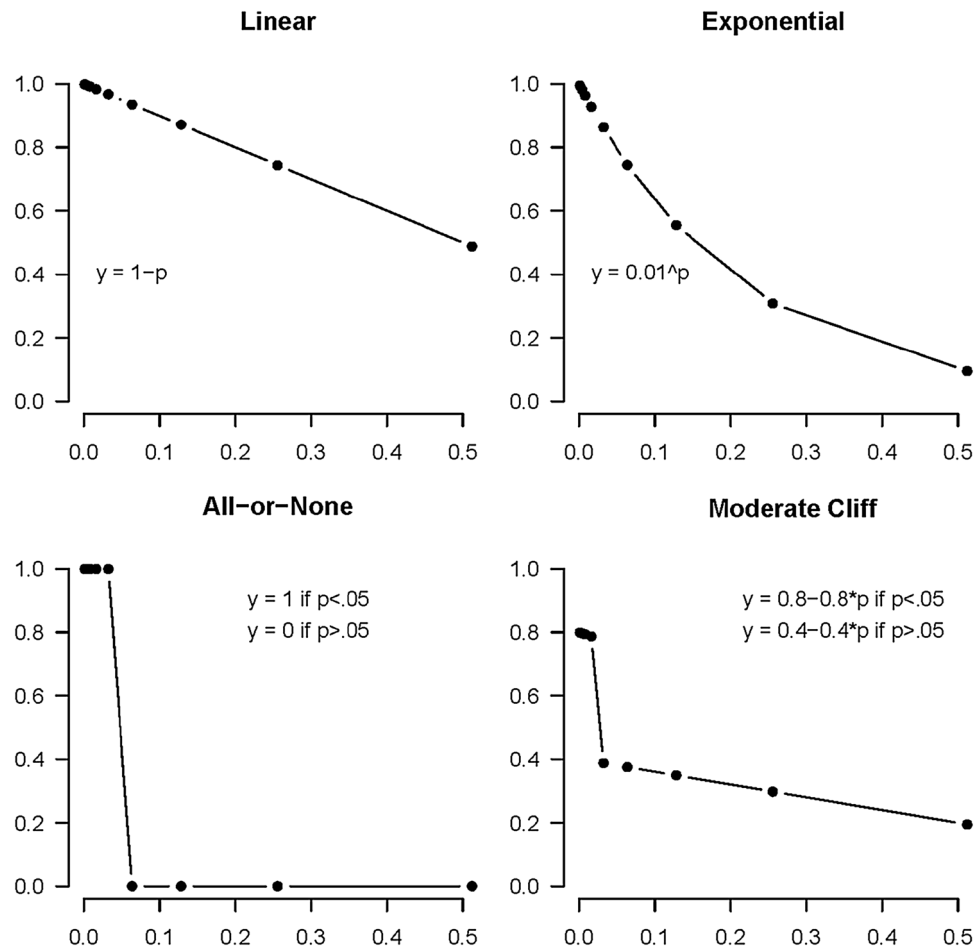 Linear
1.0
0.8
0.6
0.4
0.2
0.0
y = 1−p
0.0 0.1 0.2 0.3 0.4 0.5
Exponential
1.0
0.8
0.6
0.4
0.2
0.0
y = 0.01^p
0.0 0.1 0.2 0.3 0.4 0.5
All−or−None
1.0
0.8
0.6
0.4
0.2
0.0
y = 1 if p<.05
y = 0 if p>.05
0.0 0.1 0.2 0.3 0.4 0.5
Moderate Cliff
1.0
0.8
0.6
0.4
0.2
0.0
y = 0.8−0.8*p if p<.05
y = 0.4−0.4*p if p>.05
0.0 0.1 0.2 0.3 0.4 0.5